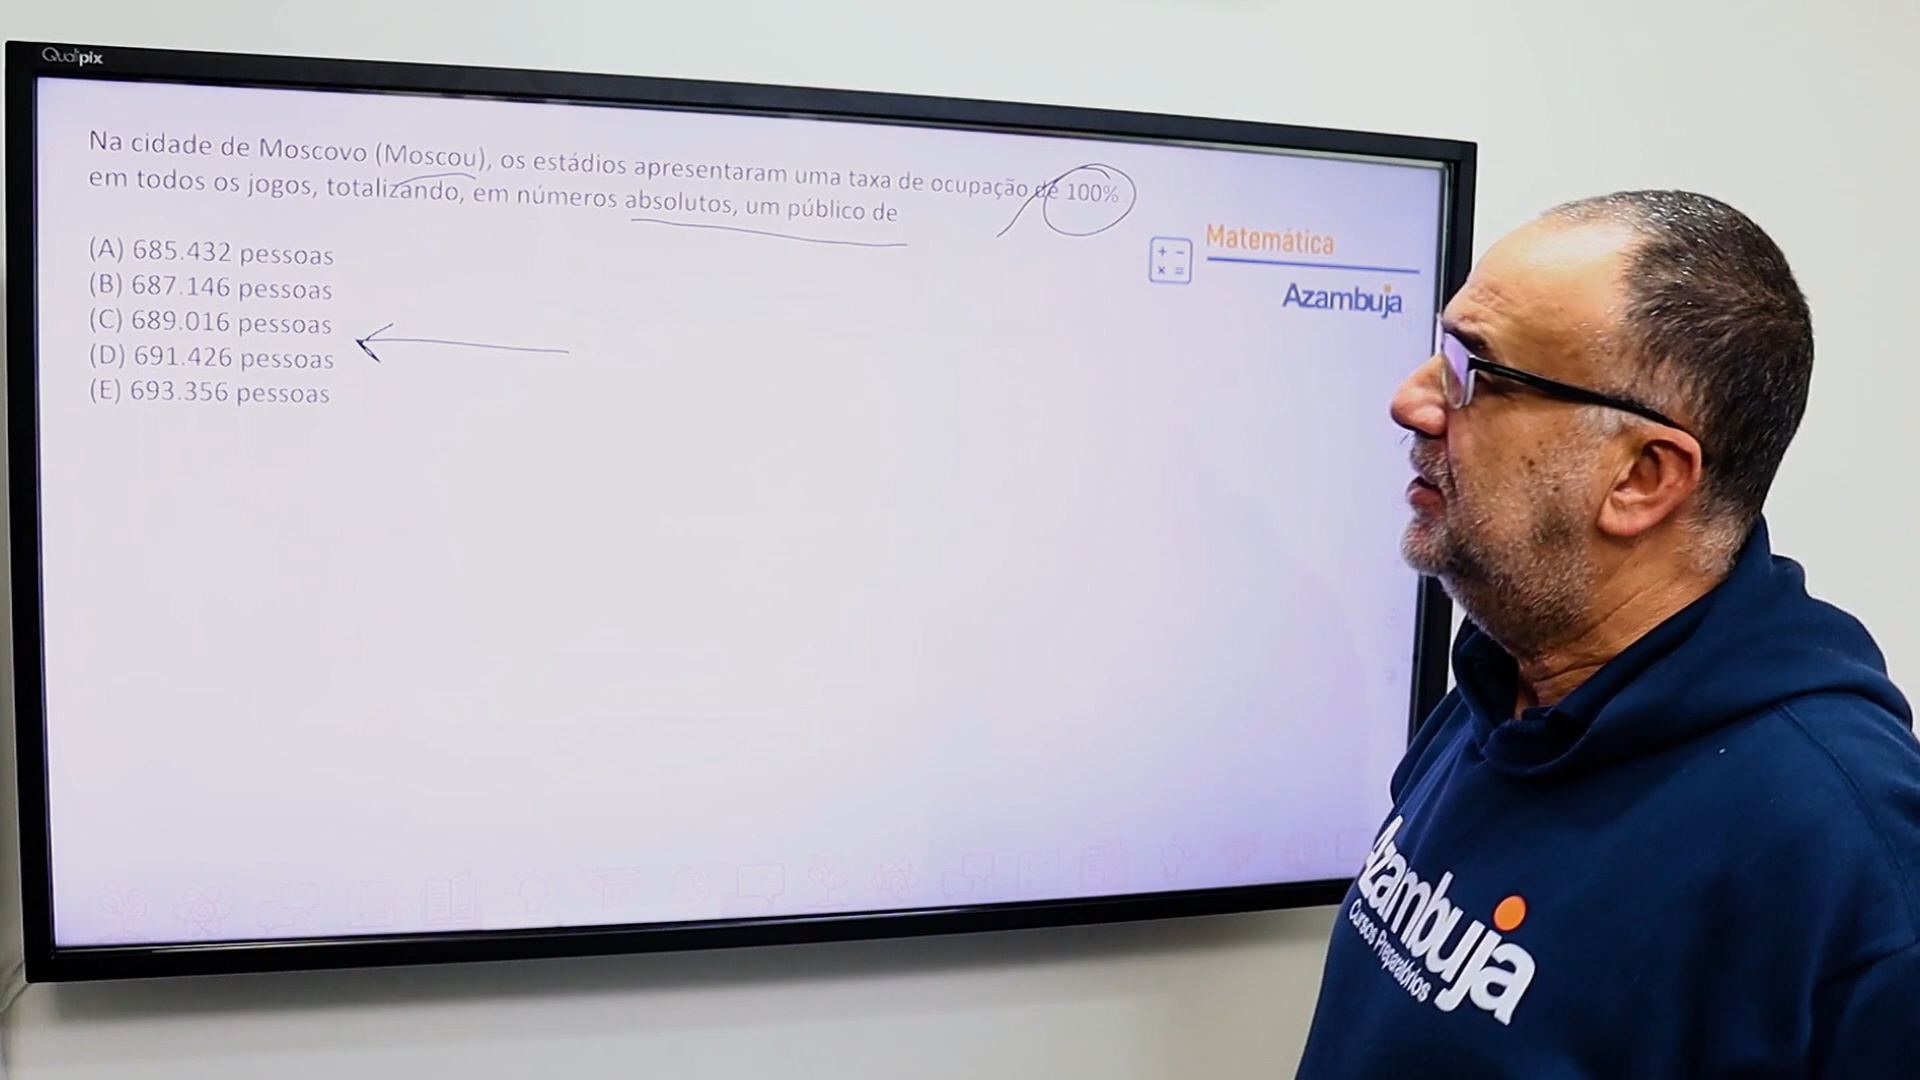 Qualipix
Na cidade de Moscovo (Moscou), os estádios apresentaram uma taxa de ocupação de 100%
em todos os jogos, totalizando, em números absolutos, um público de
(A) 685.432 pessoas
(B) 687.146 pessoas
(C) 689.016 pessoas
(D) 691.426 pessoas
(E) 693.356 pessoas
Matemática
Azambuja
Azambuja
Cursos Preparatórios